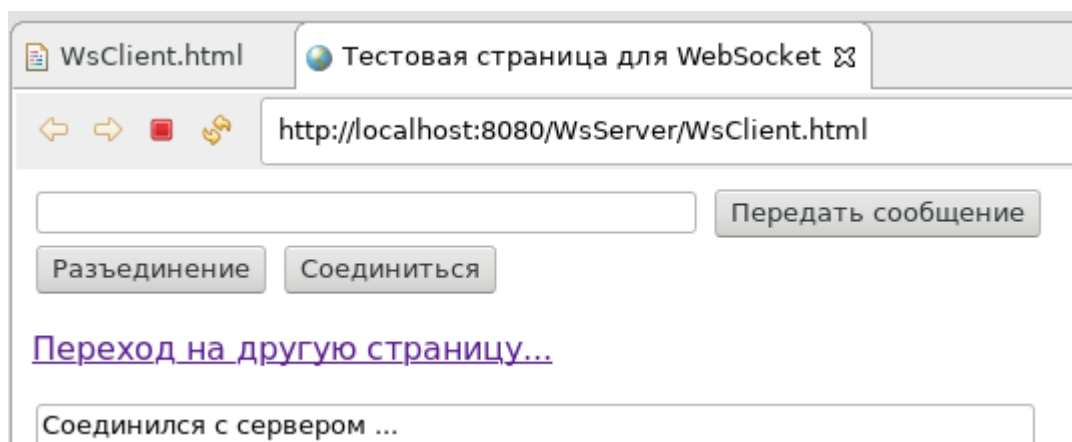 WsClient.html Тестовая страница для WebSocket
http://localhost:8080/WsServer/WsClient.html
Передать сообщение
Разъединение Соединиться
Переход на другую страницу...
Соединился с сервером ...